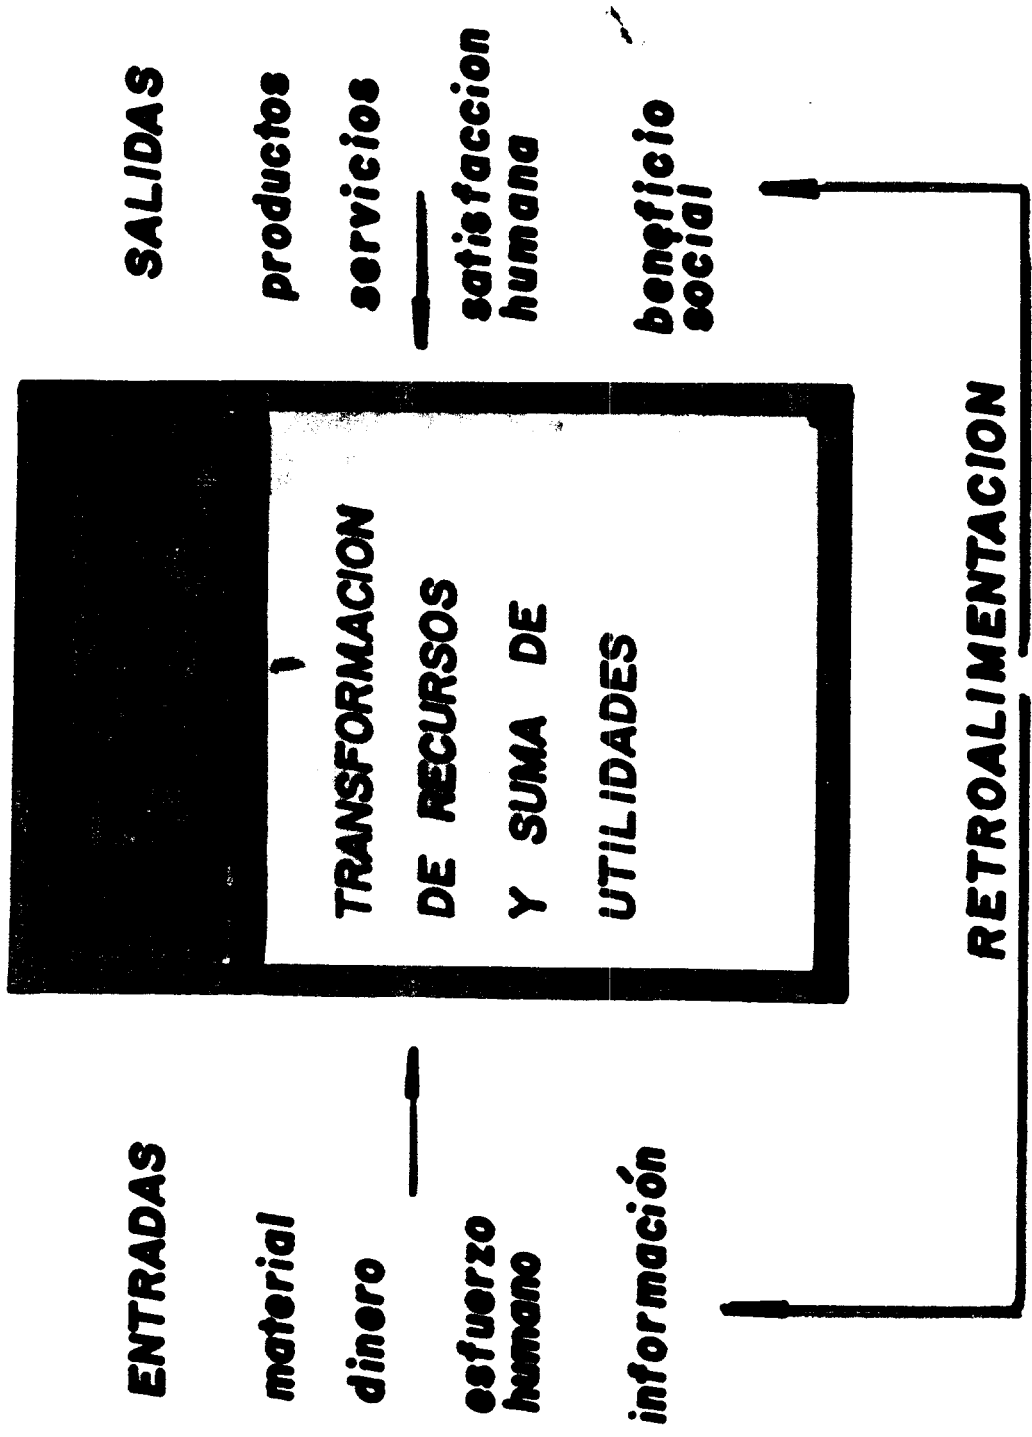 ENTRADAS
material
dinero
esfuerzo
humano
información
TRANSFORMACION
DE RECURSOS
Y SUMA DE
UTILIDADES
SALIDAS
productos
servicios
satisfaccion
humana
beneficio
social
RETROALIMENTACION